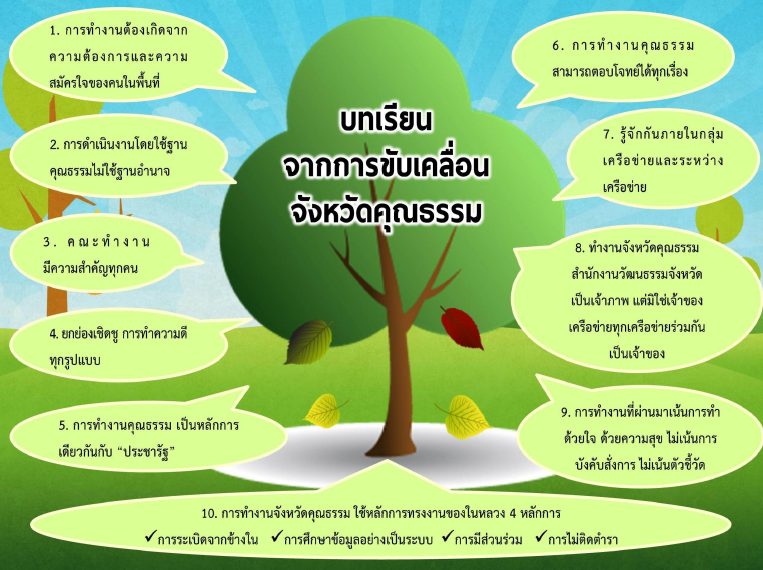 บทเรียน
จากการขับเคลื่อน
จังหวัดคุณธรรม
1. การทำงานต้องเกิดจาก
ความต้องการและความ
สมัครใจของคนในพื้นที่
2. การดำเนินงานโดยใช้ฐาน
คุณธรรมไม่ใช้ฐานอำนาจ
3. คณะทำงาน
มีความสำคัญทุกคน
4. ยกย่องเชิดชู การทำความดี
ทุกรูปแบบ
5. การทำงานคุณธรรม เป็นหลักการ
เดียวกันกับ “ประชารัฐ”
6. การทำงานคุณธรรม
สามารถตอบโจทย์ได้ทุกเรื่อง
7. รู้จักกันภายในกลุ่ม
เครือข่ายและระหว่าง
เครือข่าย
8. ทำงานจังหวัดคุณธรรม
สำนักงานวัฒนธรรมจังหวัด
เป็นเจ้าภาพ แต่มิใช่เจ้าของ
เครือข่ายทุกเครือข่ายร่วมกัน
เป็นเจ้าของ
9. การทำงานที่ผ่านมาเน้นการทำ
ด้วยใจ ด้วยความสุข ไม่เน้นการ
บังคับสั่งการ ไม่เน้นตัวชี้วัด
10. การทำงานจังหวัดคุณธรรม ใช้หลักการทรงงานของในหลวง 4 หลักการ
✓การระเบิดจากข้างใน ✓การศึกษาข้อมูลอย่างเป็นระบบ ✓การมีส่วนร่วม ✓การไม่ติดตำรา